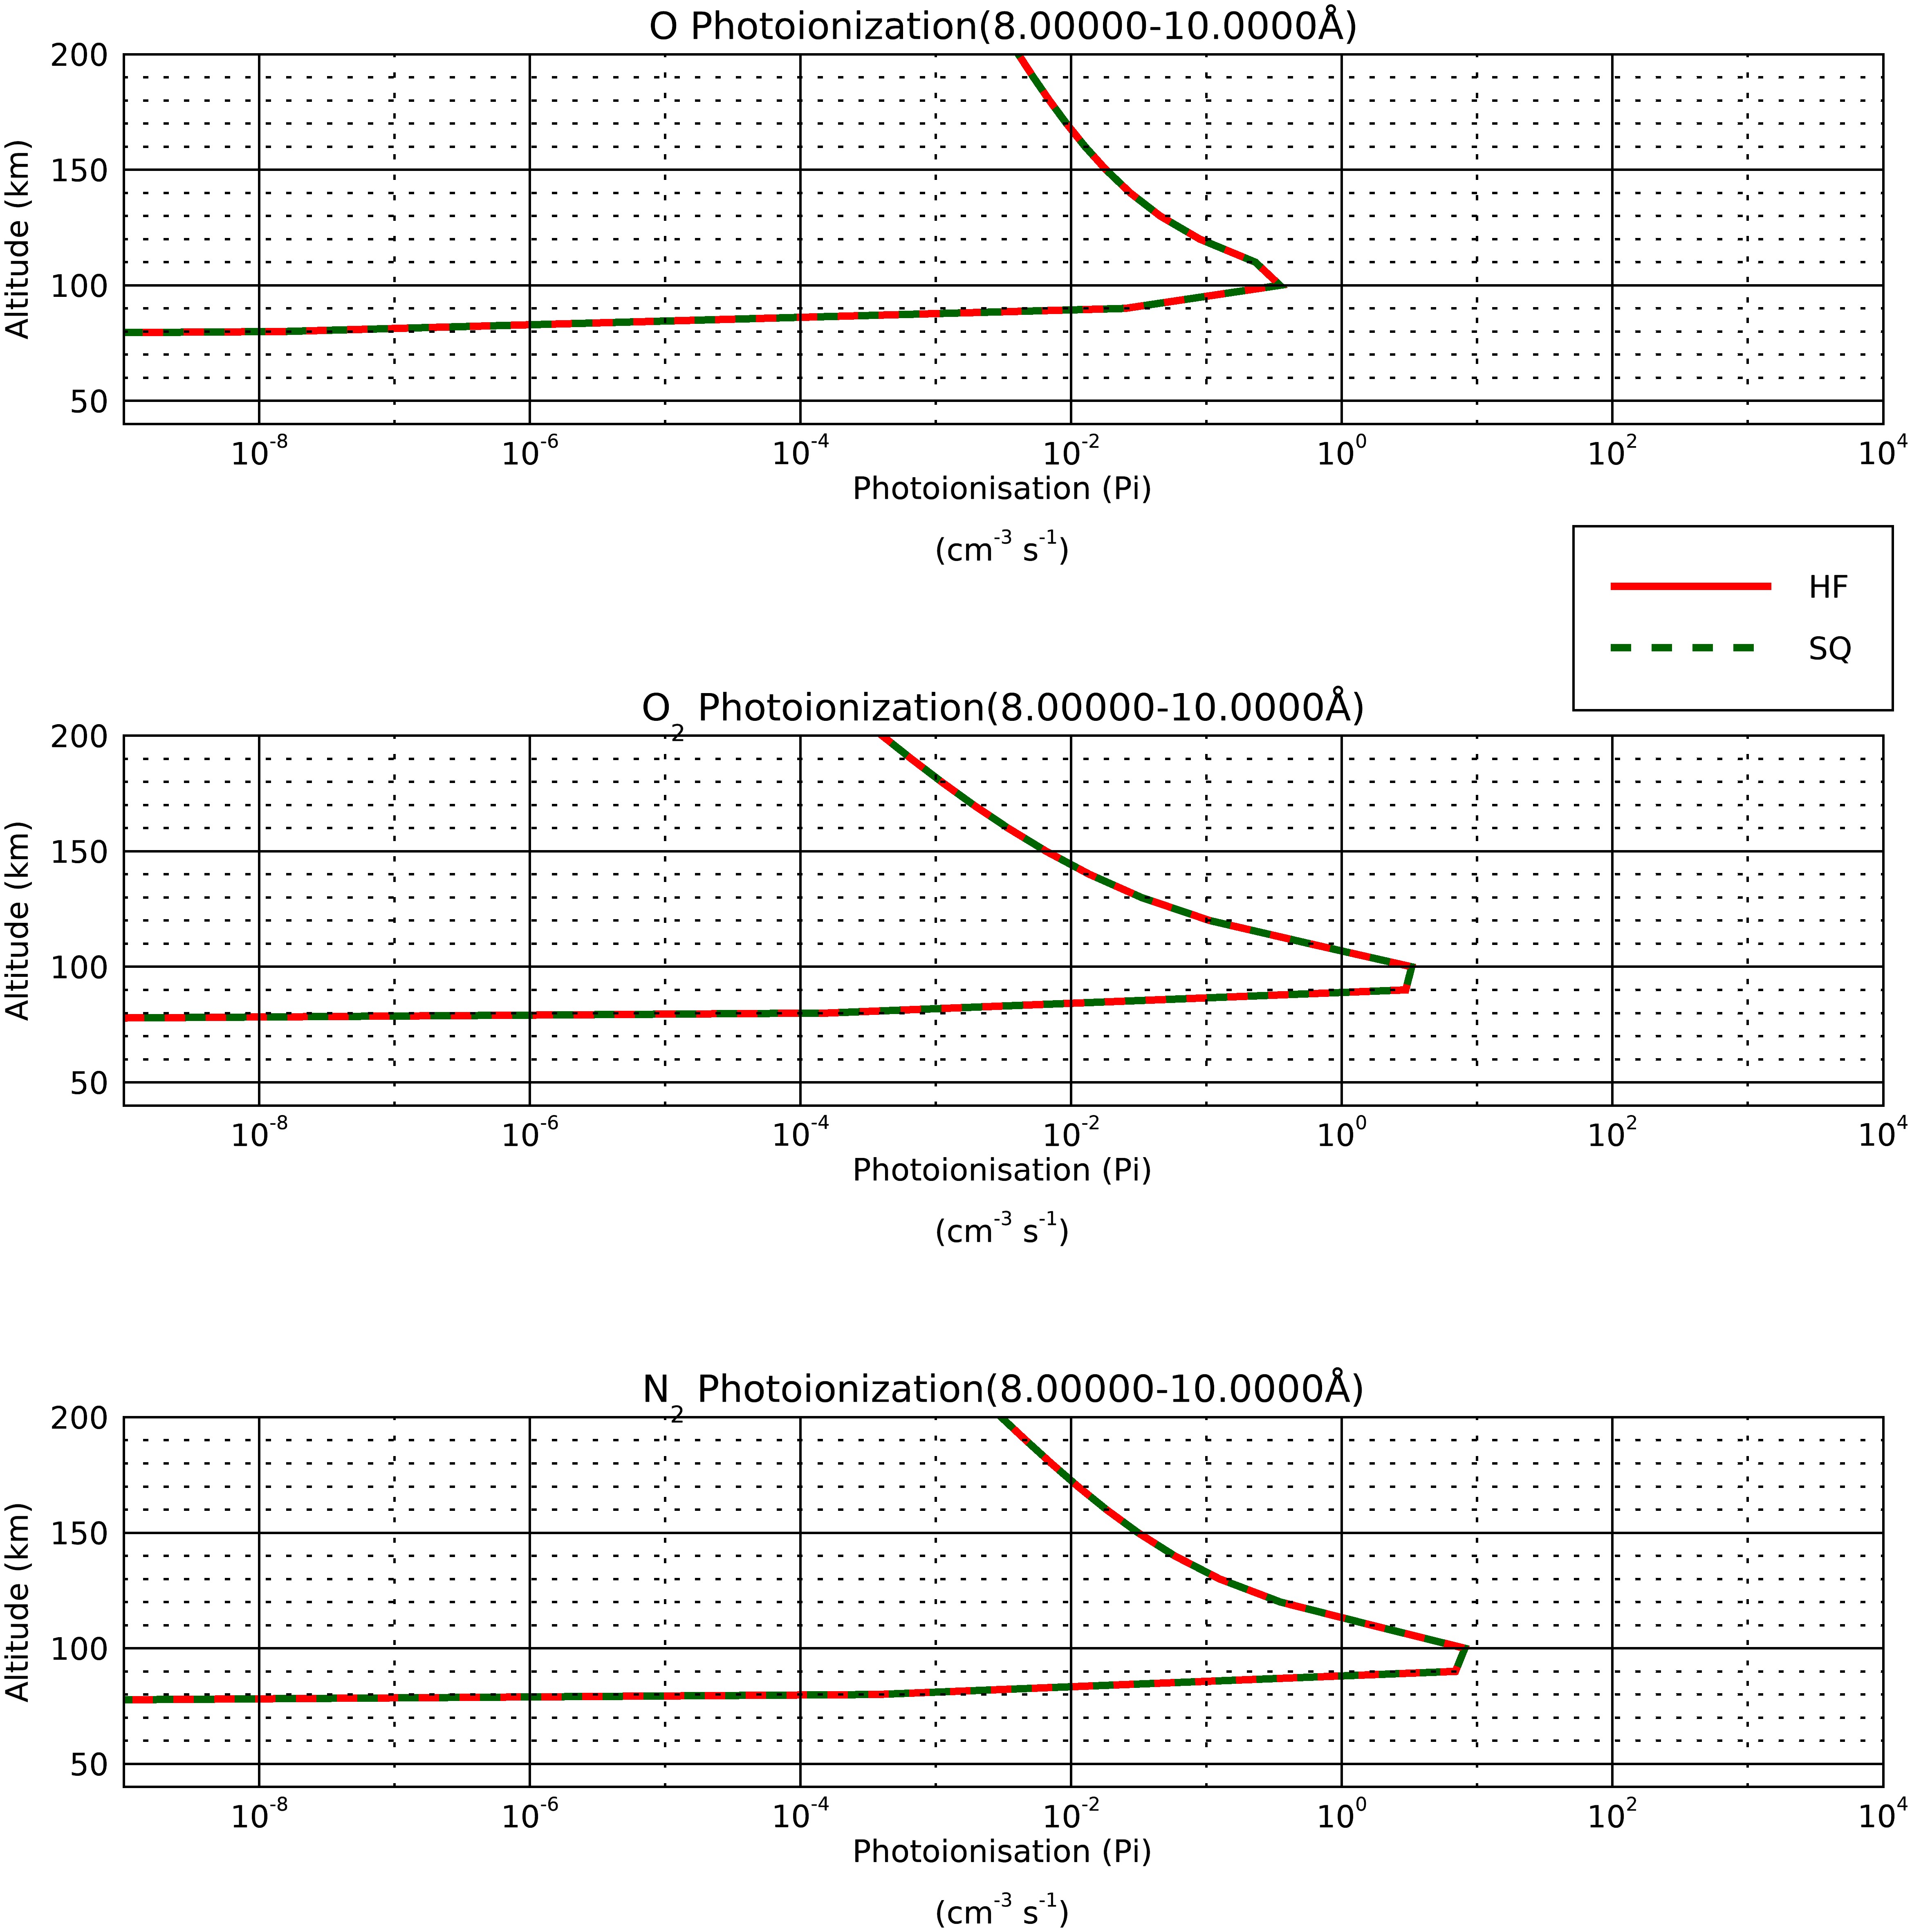 O Photoionization(8.00000-10.0000Å)
200
150
100
50
Altitude (km)
10⁻⁸ 10⁻⁶ 10⁻⁴ 10⁻² 10⁰ 10² 10⁴
Photoionisation (Pi)
(cm⁻³ s⁻¹)
HF
SQ
O₂ Photoionization(8.00000-10.0000Å)
200
150
100
50
Altitude (km)
10⁻⁸ 10⁻⁶ 10⁻⁴ 10⁻² 10⁰ 10² 10⁴
Photoionisation (Pi)
(cm⁻³ s⁻¹)
N₂ Photoionization(8.00000-10.0000Å)
200
150
100
50
Altitude (km)
10⁻⁸ 10⁻⁶ 10⁻⁴ 10⁻² 10⁰ 10² 10⁴
Photoionisation (Pi)
(cm⁻³ s⁻¹)